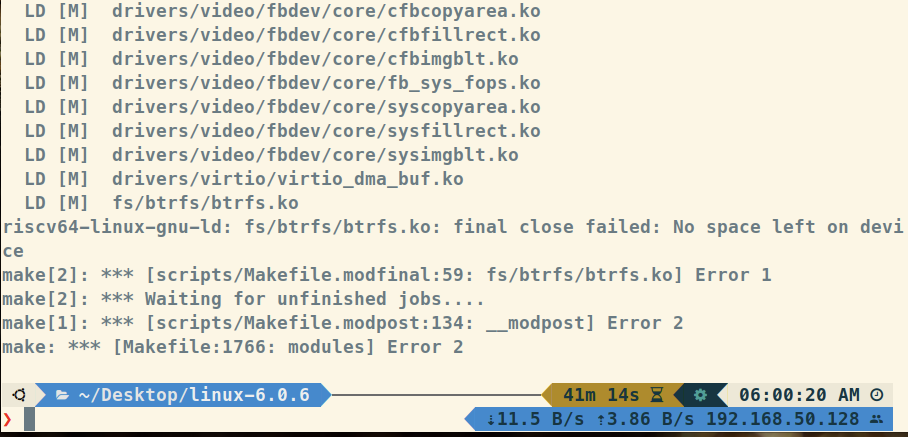 LD [M]  drivers/video/fbdev/core/cfbcopyarea.ko
LD [M]  drivers/video/fbdev/core/cfbfillrect.ko
LD [M]  drivers/video/fbdev/core/cfbimgblt.ko
LD [M]  drivers/video/fbdev/core/fb_sys_fops.ko
LD [M]  drivers/video/fbdev/core/syscopyarea.ko
LD [M]  drivers/video/fbdev/core/sysfillrect.ko
LD [M]  drivers/video/fbdev/core/sysimgblt.ko
LD [M]  drivers/virtio/virtio_dma_buf.ko
LD [M]  fs/btrfs/btrfs.ko
riscv64-linux-gnu-ld: fs/btrfs/btrfs.ko: final close failed: No space left on devi
ce
make[2]: *** [scripts/Makefile.modfinal:59: fs/btrfs/btrfs.ko] Error 1
make[2]: *** Waiting for unfinished jobs....
make[1]: *** [scripts/Makefile.modpost:134: __modpost] Error 2
make: *** [Makefile:1766: modules] Error 2
~/Desktop/linux-6.0.6 41m 14s 06:00:20 AM
❯ ↓11.5 B/s ↑3.86 B/s 192.168.50.128